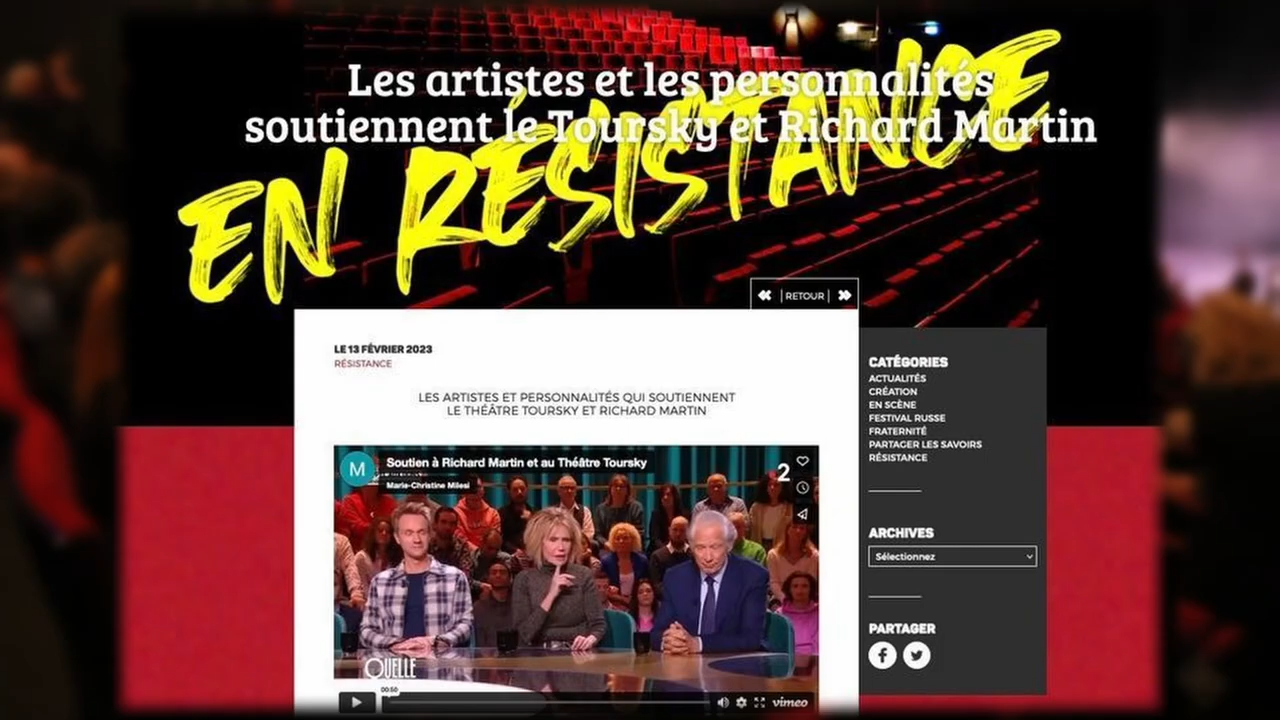 Les artistes et les personnalités
soutiennent le Toursky et Richard Martin
EN RÉSISTANCE
RETOUR
LE 13 FÉVRIER 2023
RÉSISTANCE
LES ARTISTES ET PERSONNALITÉS QUI SOUTIENNENT
LE THÉÂTRE TOURSKY ET RICHARD MARTIN
M
Soutien à Richard Martin et au Théâtre Toursky
Marie-Christine Milesi
2
QUELLE
00:50
vimeo
CATÉGORIES
ACTUALITÉS
CRÉATION
EN SCÈNE
FESTIVAL RUSSE
FRATERNITÉ
PARTAGER LES SAVOIRS
RÉSISTANCE
ARCHIVES
Sélectionnez
PARTAGER